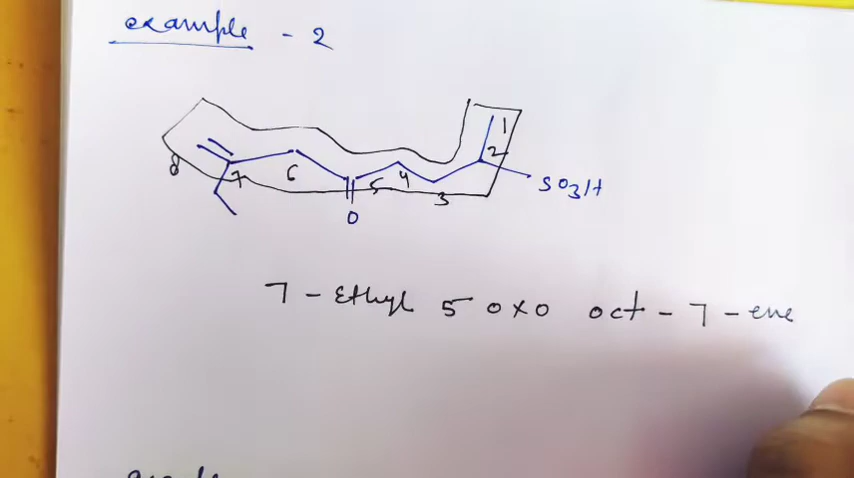 example - 2
1
2
8 7 6 5 4 3
SO3H
O
7 - Ethyl 5 oxo oct - 7 - ene